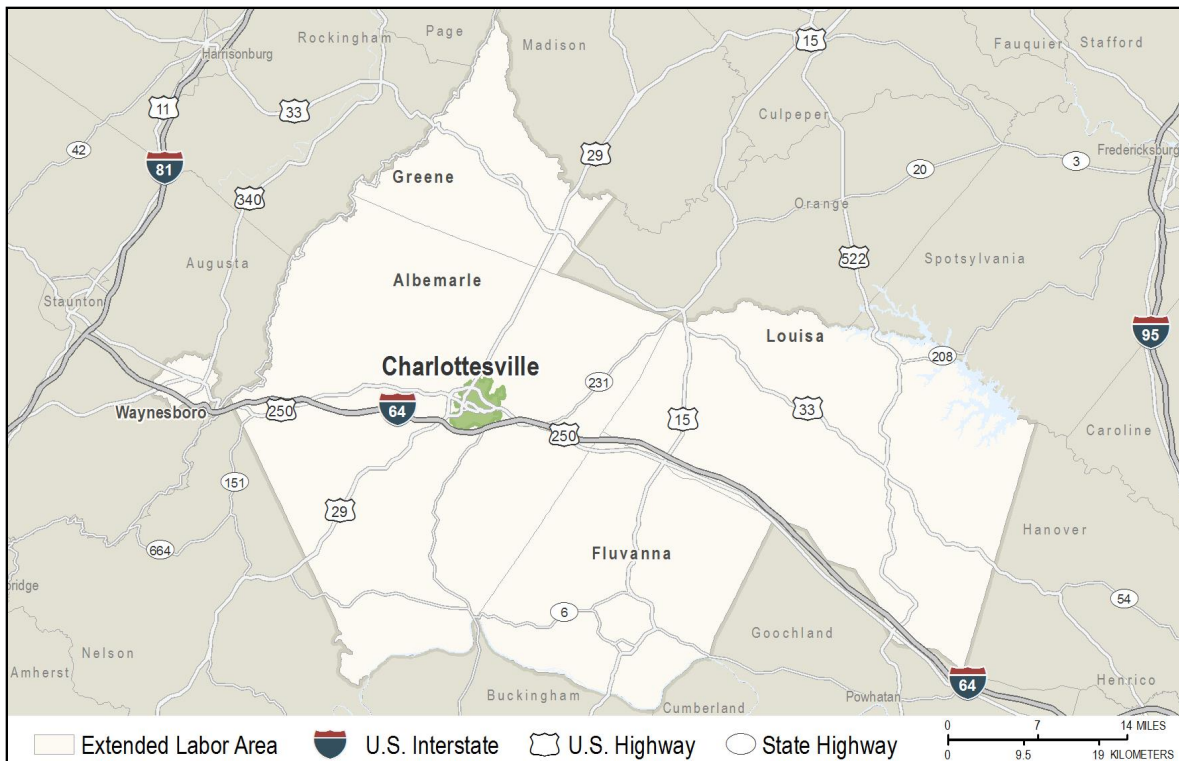 Rockingham
Page
Madison
Harrisonburg
15
Fauquier
Stafford
11
33
29
Culpeper
42
81
Fredericksburg
3
20
Greene
340
Orange
Augusta
522
Spotsylvania
Albemarle
Staunton
Louisa
95
208
Charlottesville
231
Waynesboro
250
64
15
33
250
Caroline
151
29
Hanover
664
Fluvanna
6
54
Goochland
Nelson
Amherst
Buckingham
Cumberland
Powhatan
64
Henrico
Extended Labor Area
U.S. Interstate
U.S. Highway
State Highway
0 7 14 MILES
0 9.5 19 KILOMETERS